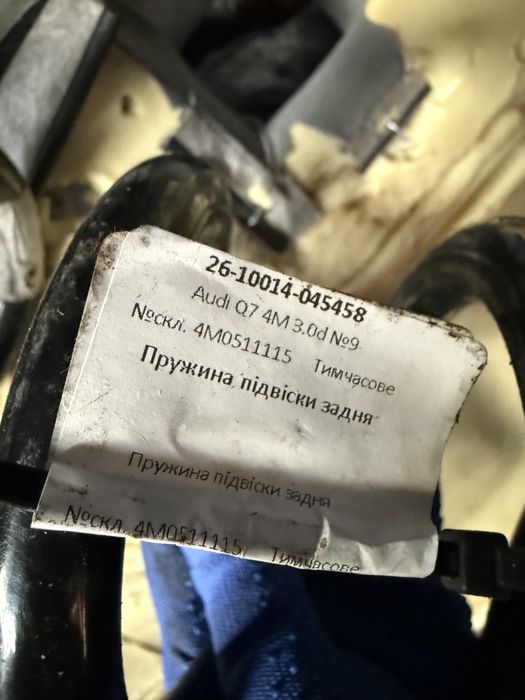 26-10014-045458
Audi Q7 4M 3.0d №9
№скл. 4M0511115 Тимчасове
Пружина підвіски задня
Пружина підвіски задня
№скл. 4M0511115 Тимчасове